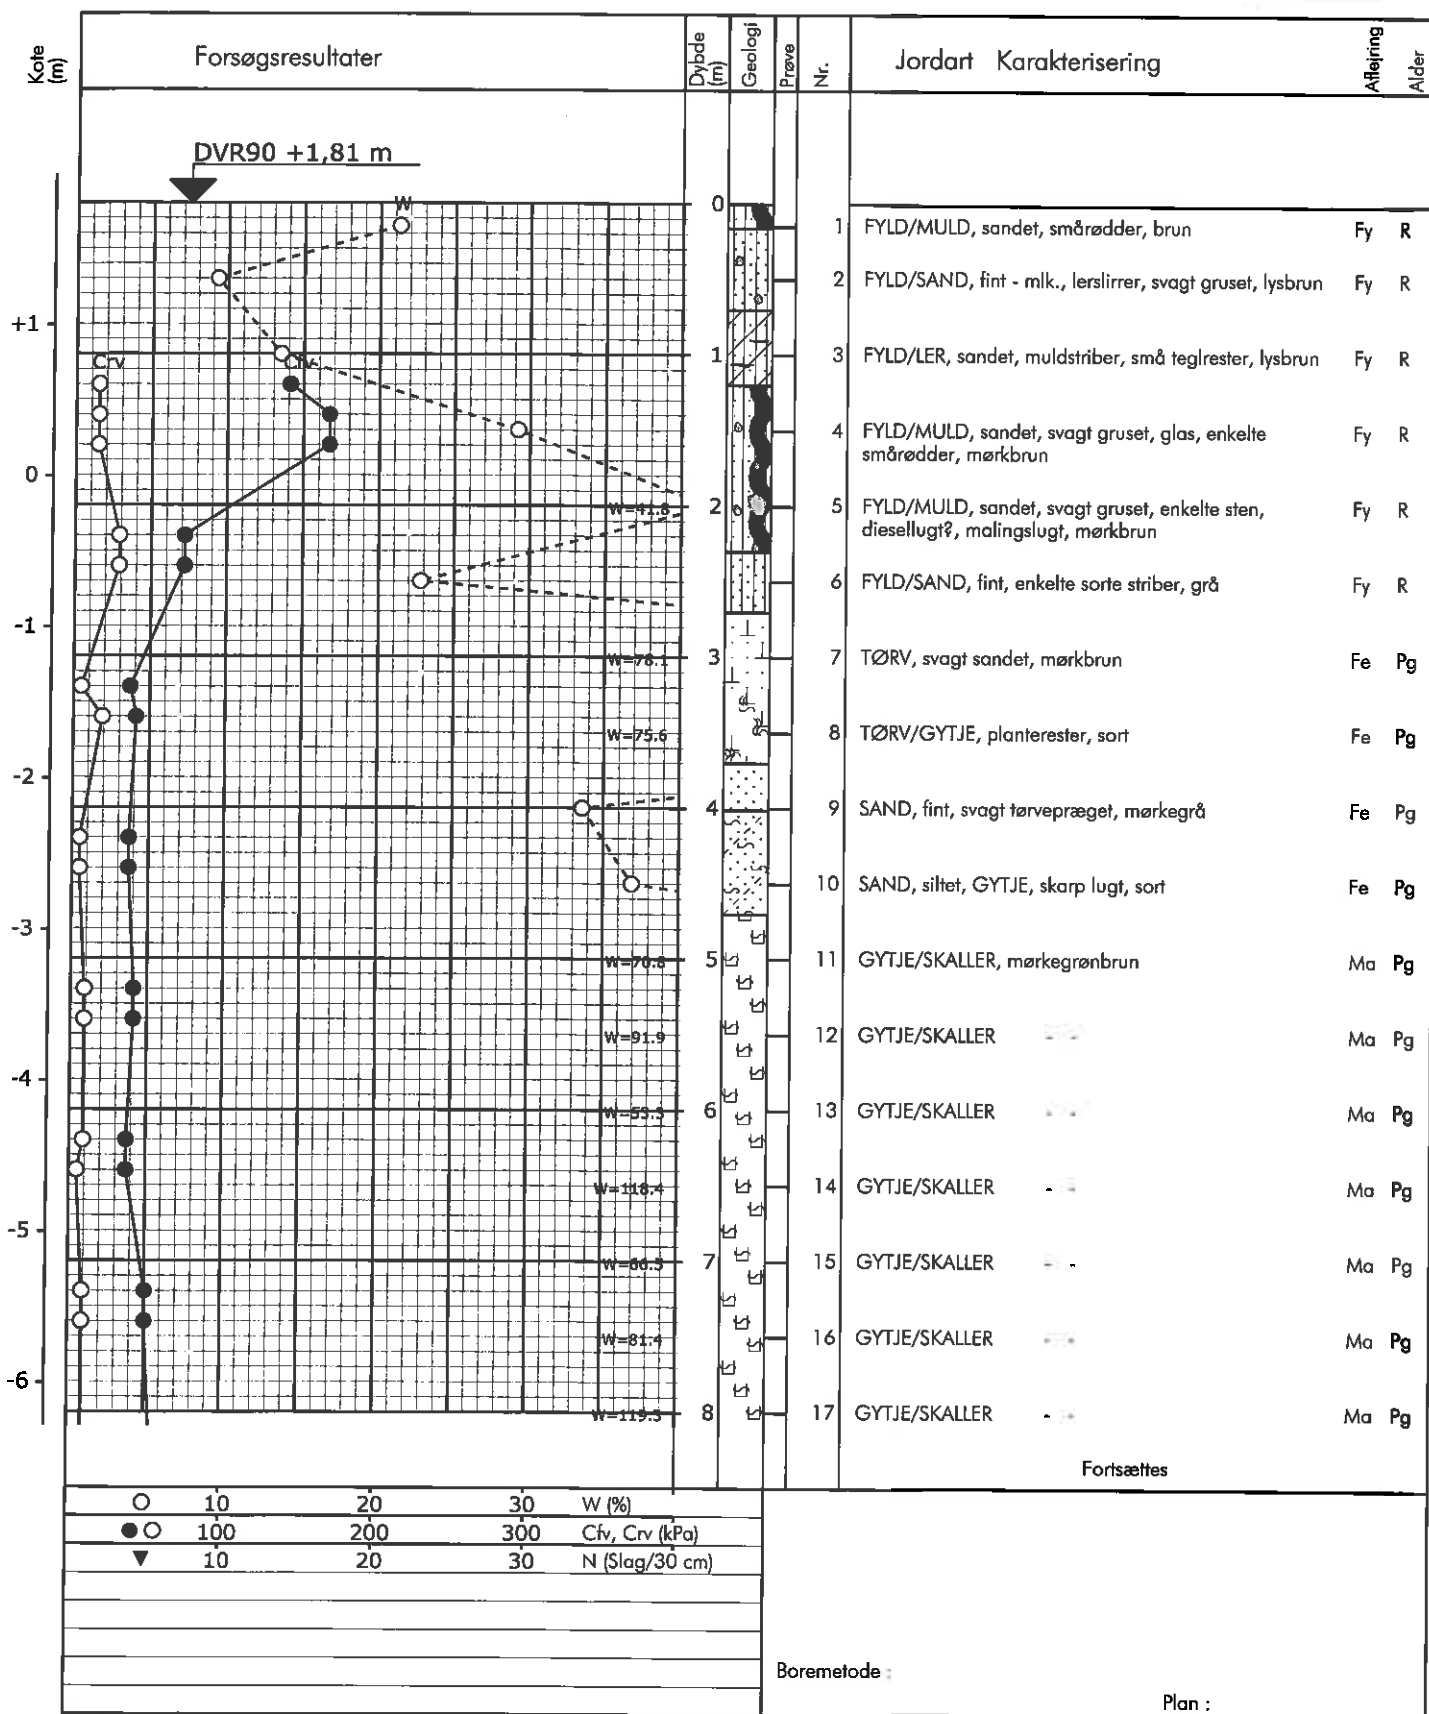 Kote (m)
Forsøgsresultater
Dybde (m)
Geologi
Prøve
Nr.
Jordart Karakterisering
Aflejring
Alder
DVR90 +1,81 m
W
0
1 FYLD/MULD, sandet, smårødder, brun Fy R
2 FYLD/SAND, fint - mlk., lerslirrer, svagt gruset, lysbrun Fy R
+1
1
3 FYLD/LER, sandet, muldstriber, små teglrester, lysbrun Fy R
Crv
4 FYLD/MULD, sandet, svagt gruset, glas, enkelte Fy R
smårødder, mørkbrun
0
W=41.8 2
5 FYLD/MULD, sandet, svagt gruset, enkelte sten, Fy R
diesellugt?, malingslugt, mørkbrun
6 FYLD/SAND, fint, enkelte sorte striber, grå Fy R
-1
W=78.1 3
7 TØRV, svagt sandet, mørkbrun Fe Pg
W=75.6
8 TØRV/GYTJE, planterester, sort Fe Pg
-2
4
9 SAND, fint, svagt tørvepræget, mørkegrå Fe Pg
10 SAND, siltet, GYTJE, skarp lugt, sort Fe Pg
-3
W=70.8 5
11 GYTJE/SKALLER, mørkegrønbrun Ma Pg
W=91.9
12 GYTJE/SKALLER - " - Ma Pg
-4
W=53.3 6
13 GYTJE/SKALLER - " - Ma Pg
W=118.4
14 GYTJE/SKALLER - " - Ma Pg
-5
W=66.3 7
15 GYTJE/SKALLER - " - Ma Pg
W=81.4
16 GYTJE/SKALLER - " - Ma Pg
-6
W=119.3 8
17 GYTJE/SKALLER - " - Ma Pg
Fortsættes
10 20 30 W (%)
100 200 300 Cfv, Crv (kPa)
10 20 30 N (Slag/30 cm)
Boremetode :
Plan :